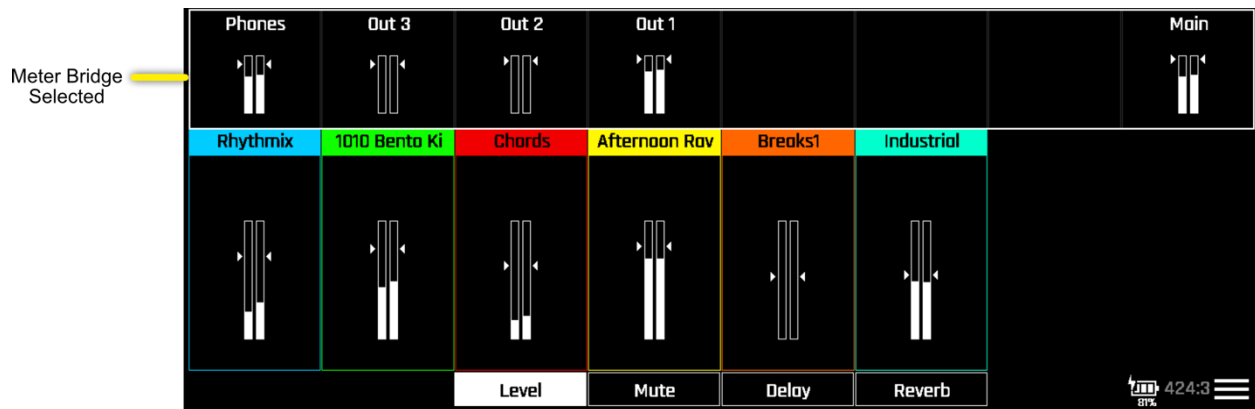 Phones Out 3 Out 2 Out 1 Main
Meter Bridge
Selected
Rhythmix 1010 Bento Ki Chords Afternoon Rav Breaks1 Industrial
Level Mute Delay Reverb
81% 424:3